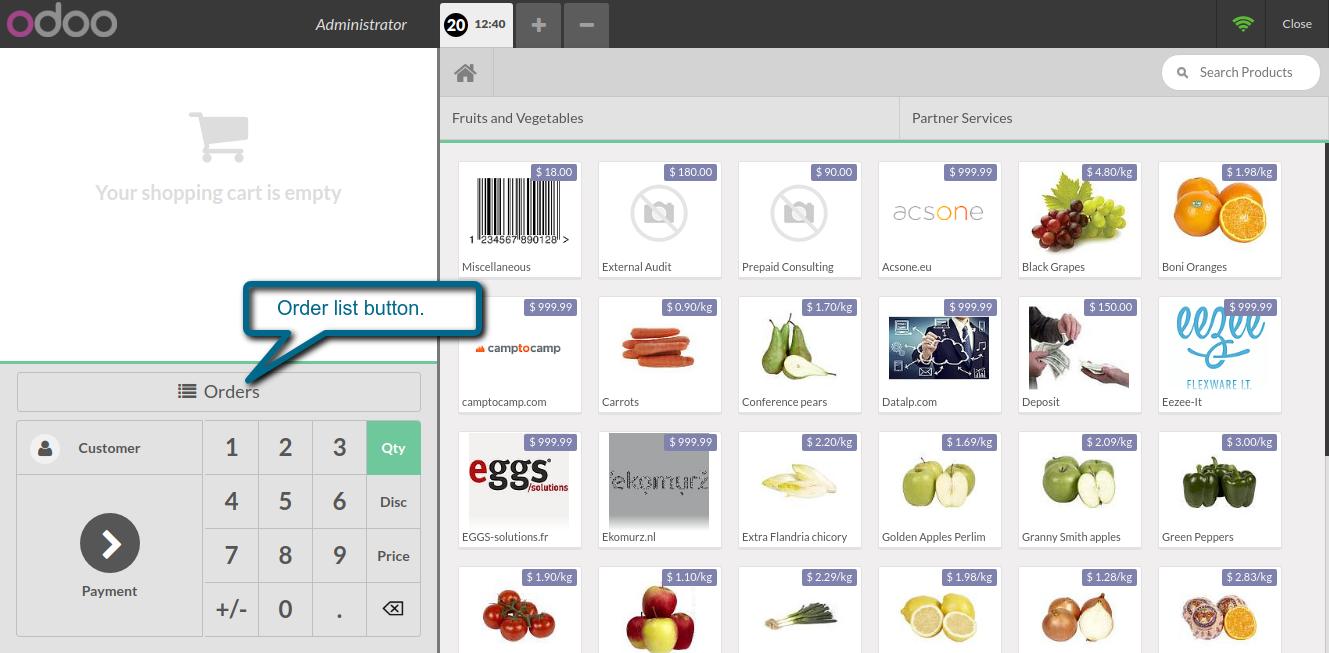 odoo
Administrator
20 12:40
Close
Search Products
Fruits and Vegetables
Partner Services
Your shopping cart is empty
Order list button.
Orders
Customer
1 2 3 Qty
4 5 6 Disc
7 8 9 Price
+/- 0 .
Payment
$ 18.00
1 234567 890128 >
Miscellaneous
$ 180.00
External Audit
$ 90.00
Prepaid Consulting
$ 999.99
acsone
Acsone.eu
$ 4.80/kg
Black Grapes
$ 1.98/kg
Boni Oranges
$ 999.99
camptocamp
camptocamp.com
$ 0.90/kg
Carrots
$ 1.70/kg
Conference pears
$ 999.99
Datalp.com
$ 150.00
Deposit
$ 999.99
eezee
FLEXWARE I.T.
Eezee-It
$ 999.99
eggs
/solutions
EGGS-solutions.fr
$ 999.99
ekomurz
Ekomurz.nl
$ 2.20/kg
Extra Flandria chicory
$ 1.69/kg
Golden Apples Perlim
$ 2.09/kg
Granny Smith apples
$ 3.00/kg
Green Peppers
$ 1.90/kg
$ 1.10/kg
$ 2.29/kg
$ 1.98/kg
$ 1.28/kg
$ 2.83/kg